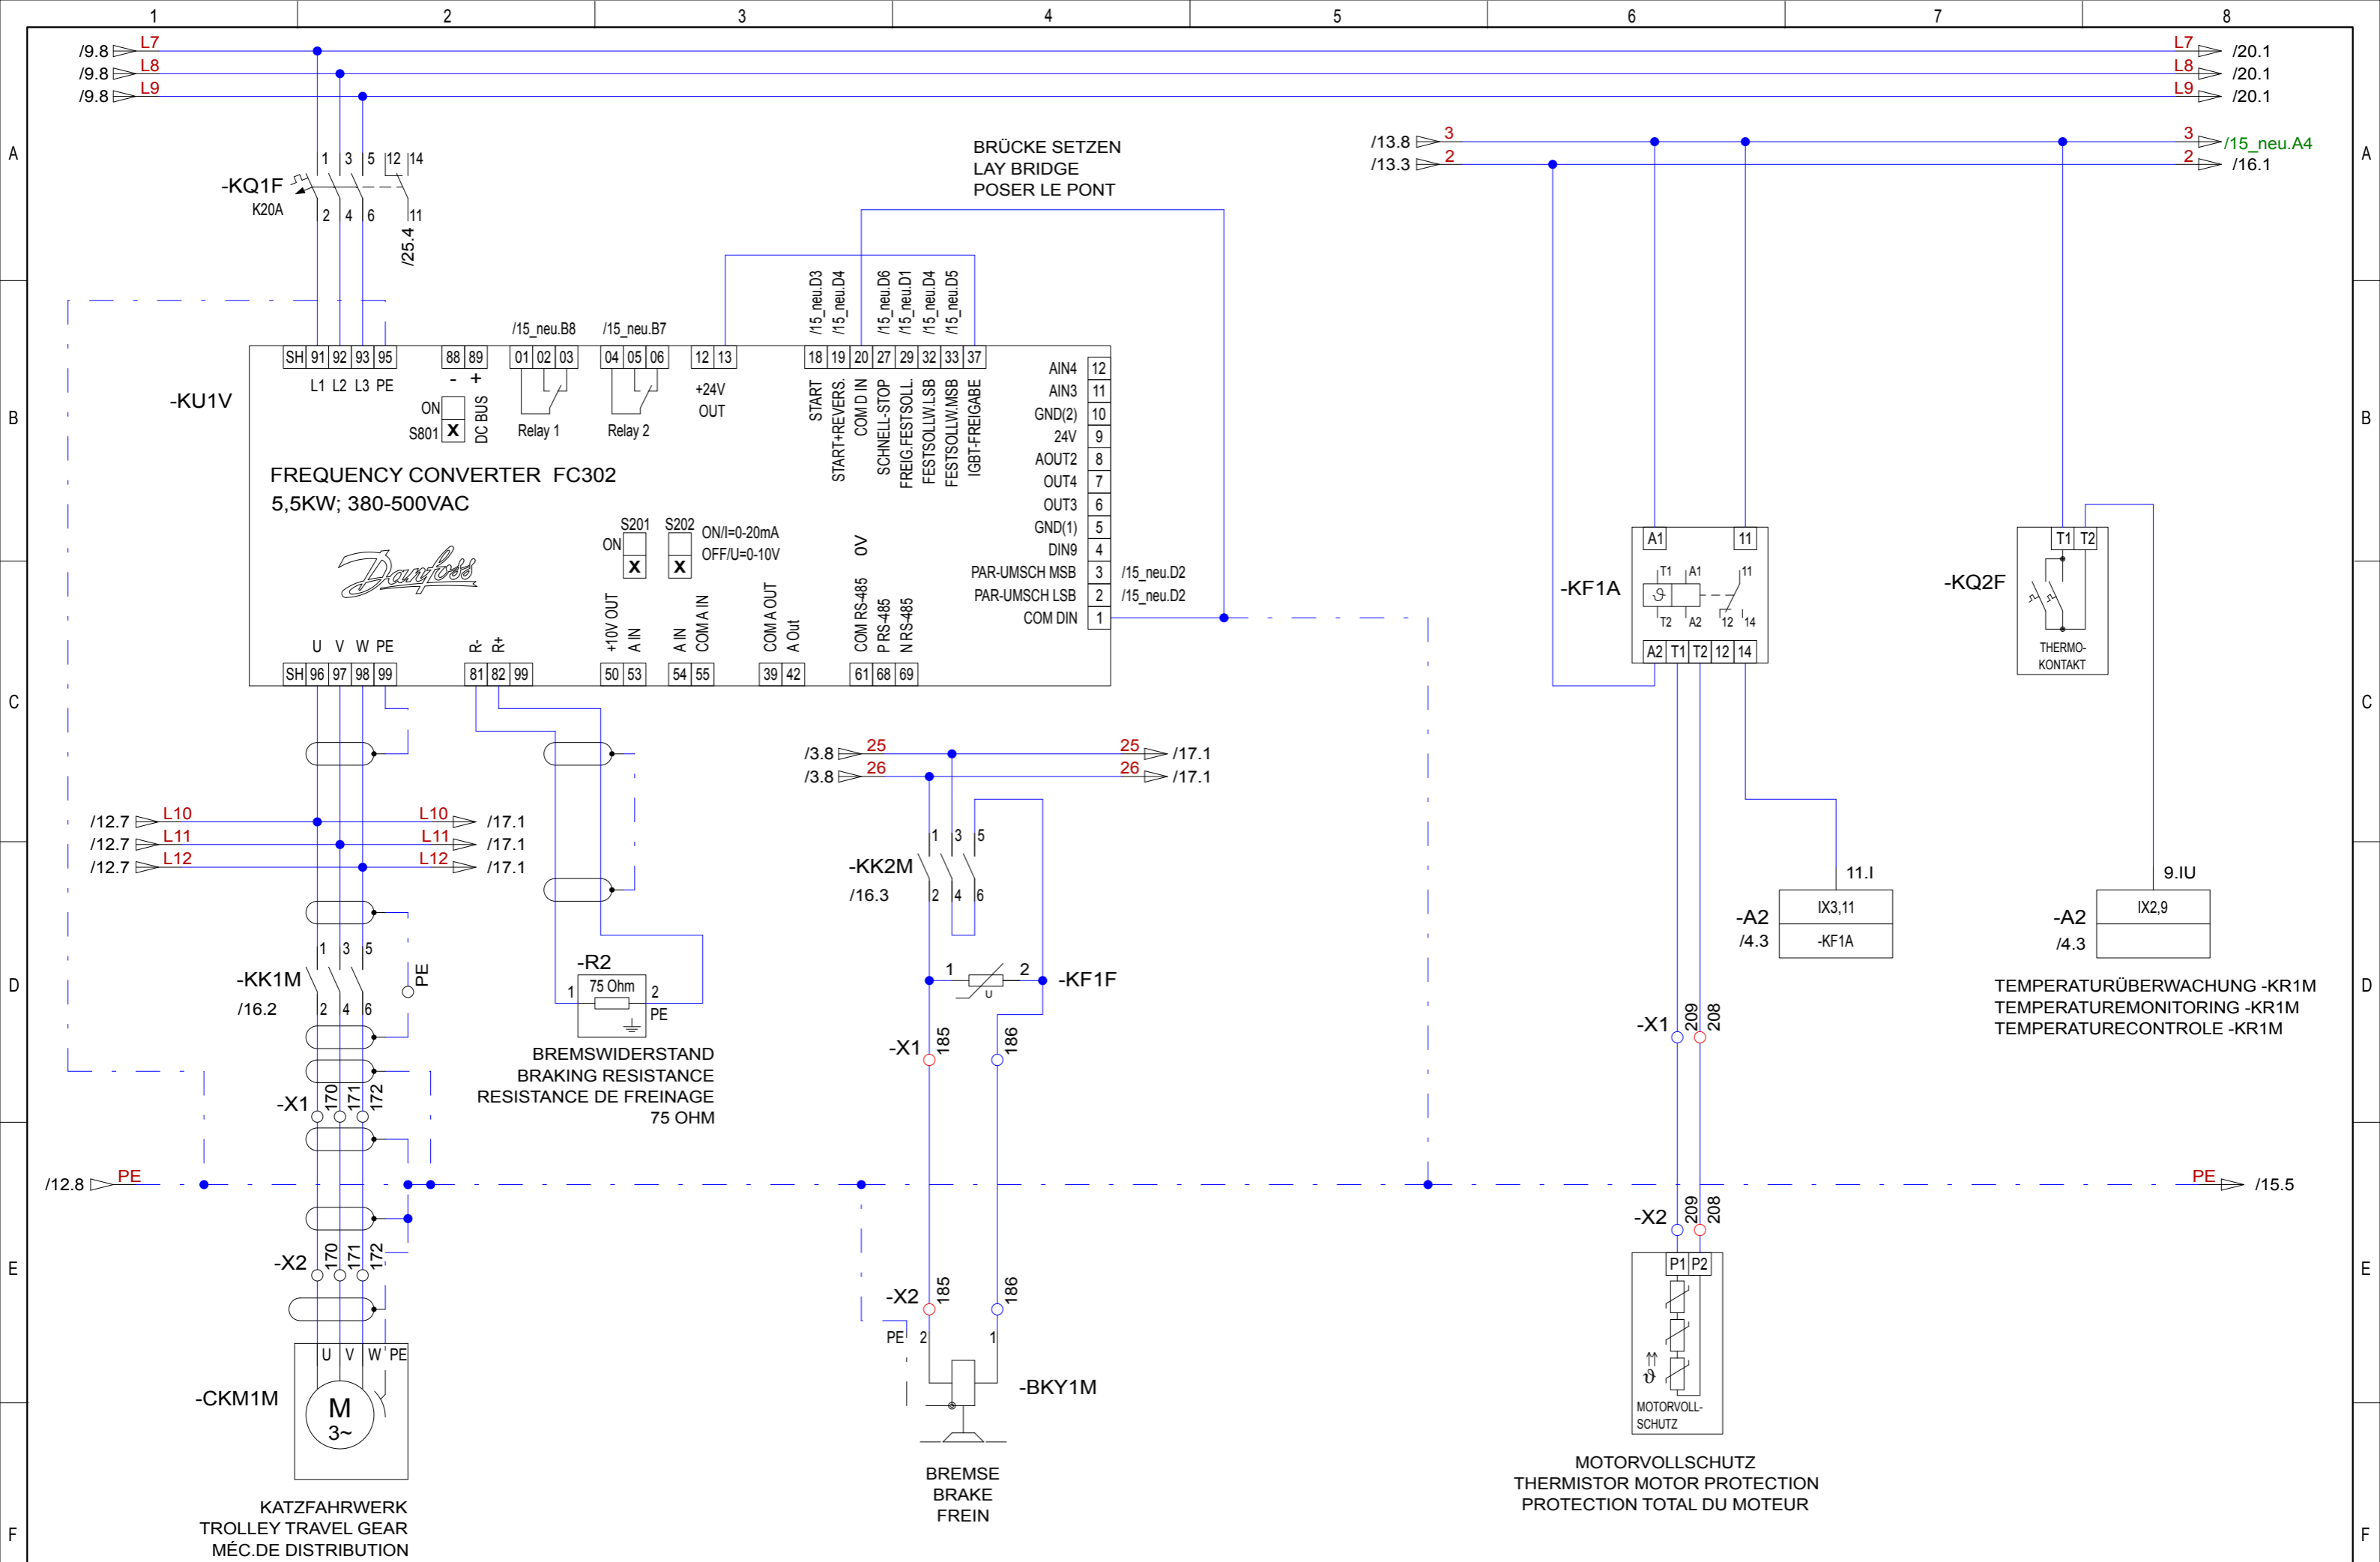 1 2 3 4 5 6 7 8
/9.8 L7 L7 /20.1
/9.8 L8 L8 /20.1
/9.8 L9 L9 /20.1
/13.8 3 3 /15_neu.A4
/13.3 2 2 /16.1
A A
BRÜCKE SETZEN
LAY BRIDGE
POSER LE PONT
1 3 5 12 14
-KQ1F
K20A
2 4 6 11
/25.4
/15_neu.D3
/15_neu.D4
/15_neu.D6
/15_neu.D1
/15_neu.D4
/15_neu.D5
/15_neu.B8 /15_neu.B7
SH 91 92 93 95 88 89 01 02 03 04 05 06 12 13 18 19 20 27 29 32 33 37
L1 L2 L3 PE - +
-KU1V
ON
S801 X
DC BUS
Relay 1
Relay 2
+24V
OUT
START
START+REVERS.
COM D IN
SCHNELL-STOP
FREIG.FESTSOLL.
FESTSOLLW.LSB
FESTSOLLW.MSB
IGBT-FREIGABE
B B
AIN4 12
AIN3 11
GND(2) 10
24V 9
AOUT2 8
OUT4 7
OUT3 6
GND(1) 5
DIN9 4
PAR-UMSCH MSB 3 /15_neu.D2
PAR-UMSCH LSB 2 /15_neu.D2
COM DIN 1
FREQUENCY CONVERTER FC302
5,5KW; 380-500VAC
Danfoss
S201 S202
ON
ON/I=0-20mA
OFF/U=0-10V
X X
0V
+10V OUT
A IN
A IN
COM A IN
COM A OUT
A Out
COM RS-485
P RS-485
N RS-485
U V W PE R- R+
SH 96 97 98 99 81 82 99 50 53 54 55 39 42 61 68 69
A1 11
-KF1A
T1 A1 11
ϑ
T2 A2 12 14
A2 T1 T2 12 14
T1 T2
-KQ2F
THERMO-
KONTAKT
C C
/3.8 25 25 /17.1
/3.8 26 26 /17.1
/12.7 L10 L10 /17.1
/12.7 L11 L11 /17.1
/12.7 L12 L12 /17.1
1 3 5
-KK2M
/16.3
2 4 6
11.I
IX3,11
-A2
/4.3
-KF1A
9.IU
IX2,9
-A2
/4.3
D D
1 3 5
-KK1M
/16.2
2 4 6
PE
-R2
75 Ohm
1 2
PE
BREMSWIDERSTAND
BRAKING RESISTANCE
RESISTANCE DE FREINAGE
75 OHM
1 2
U
-KF1F
TEMPERATURÜBERWACHUNG -KR1M
TEMPERATUREMONITORING -KR1M
TEMPERATURECONTROLE -KR1M
-X1 170 171 172
-X1 185 186
-X1 209 208
/12.8 PE PE /15.5
E E
-X2 170 171 172
-X2 185 186
-X2 209 208
U V W PE
-CKM1M
M
3~
PE 2 1
-BKY1M
P1 P2
ϑ
MOTORVOLL-
SCHUTZ
KATZFAHRWERK
TROLLEY TRAVEL GEAR
MÉC.DE DISTRIBUTION
BREMSE
BRAKE
FREIN
MOTORVOLLSCHUTZ
THERMISTOR MOTOR PROTECTION
PROTECTION TOTAL DU MOTEUR
F F